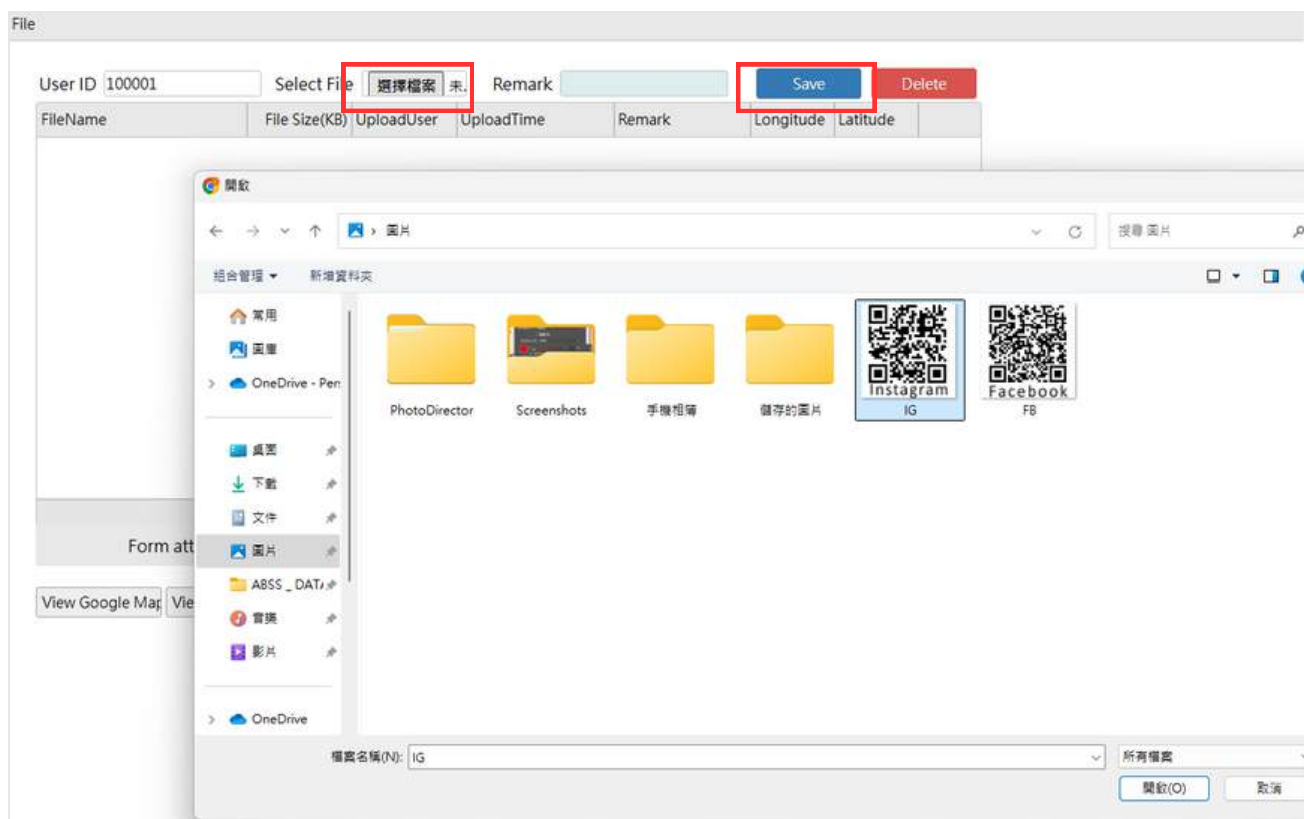 File
User ID 100001 Select File 選擇檔案 未. Remark Save Delete
FileName File Size(KB) UploadUser UploadTime Remark Longitude Latitude
開啟
圖片 搜尋 圖片
組合管理 新增資料夾
常用
圖庫
OneDrive - Per:
桌面
下載
文件
圖片
ABSS _ DAT
音樂
影片
OneDrive
Instagram Facebook
PhotoDirector Screenshots 手機相簿 儲存的圖片 IG FB
Form att
View Google Map Vie
檔案名稱(N): IG 所有檔案
開啟(O) 取消